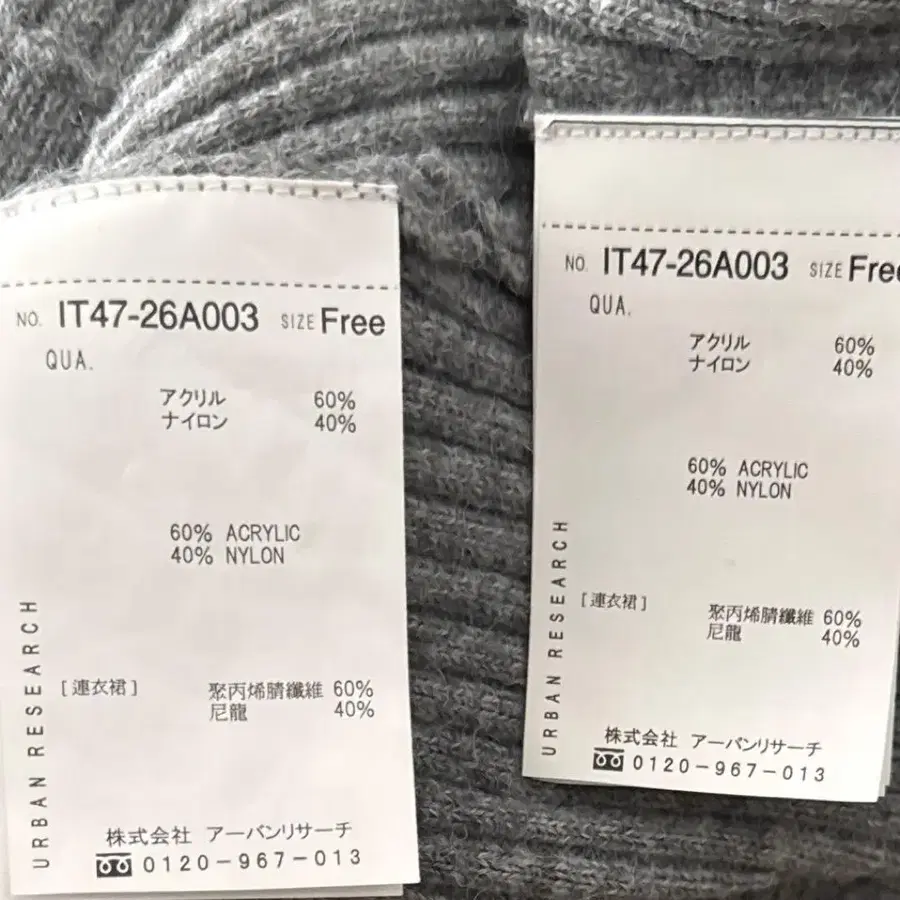 NO. IT47-26A003 SIZE Free
QUA.
アクリル 60%
ナイロン 40%
60% ACRYLIC
40% NYLON
[連衣裙] 聚丙烯腈纖維 60%
尼龍 40%
URBAN RESEARCH
株式会社 アーバンリサーチ
0120-967-013
NO. IT47-26A003 SIZE Free
QUA.
アクリル 60%
ナイロン 40%
60% ACRYLIC
40% NYLON
[連衣裙] 聚丙烯腈纖維 60%
尼龍 40%
URBAN RESEARCH
株式会社 アーバンリサーチ
0120-967-013